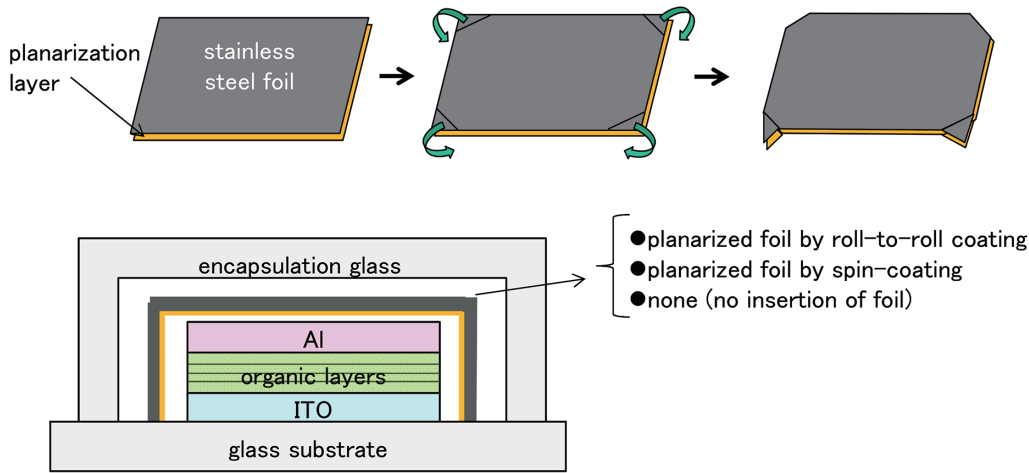 planarization
layer
stainless
steel foil
●planarized foil by roll-to-roll coating
●planarized foil by spin-coating
●none (no insertion of foil)
encapsulation glass
Al
organic layers
ITO
glass substrate